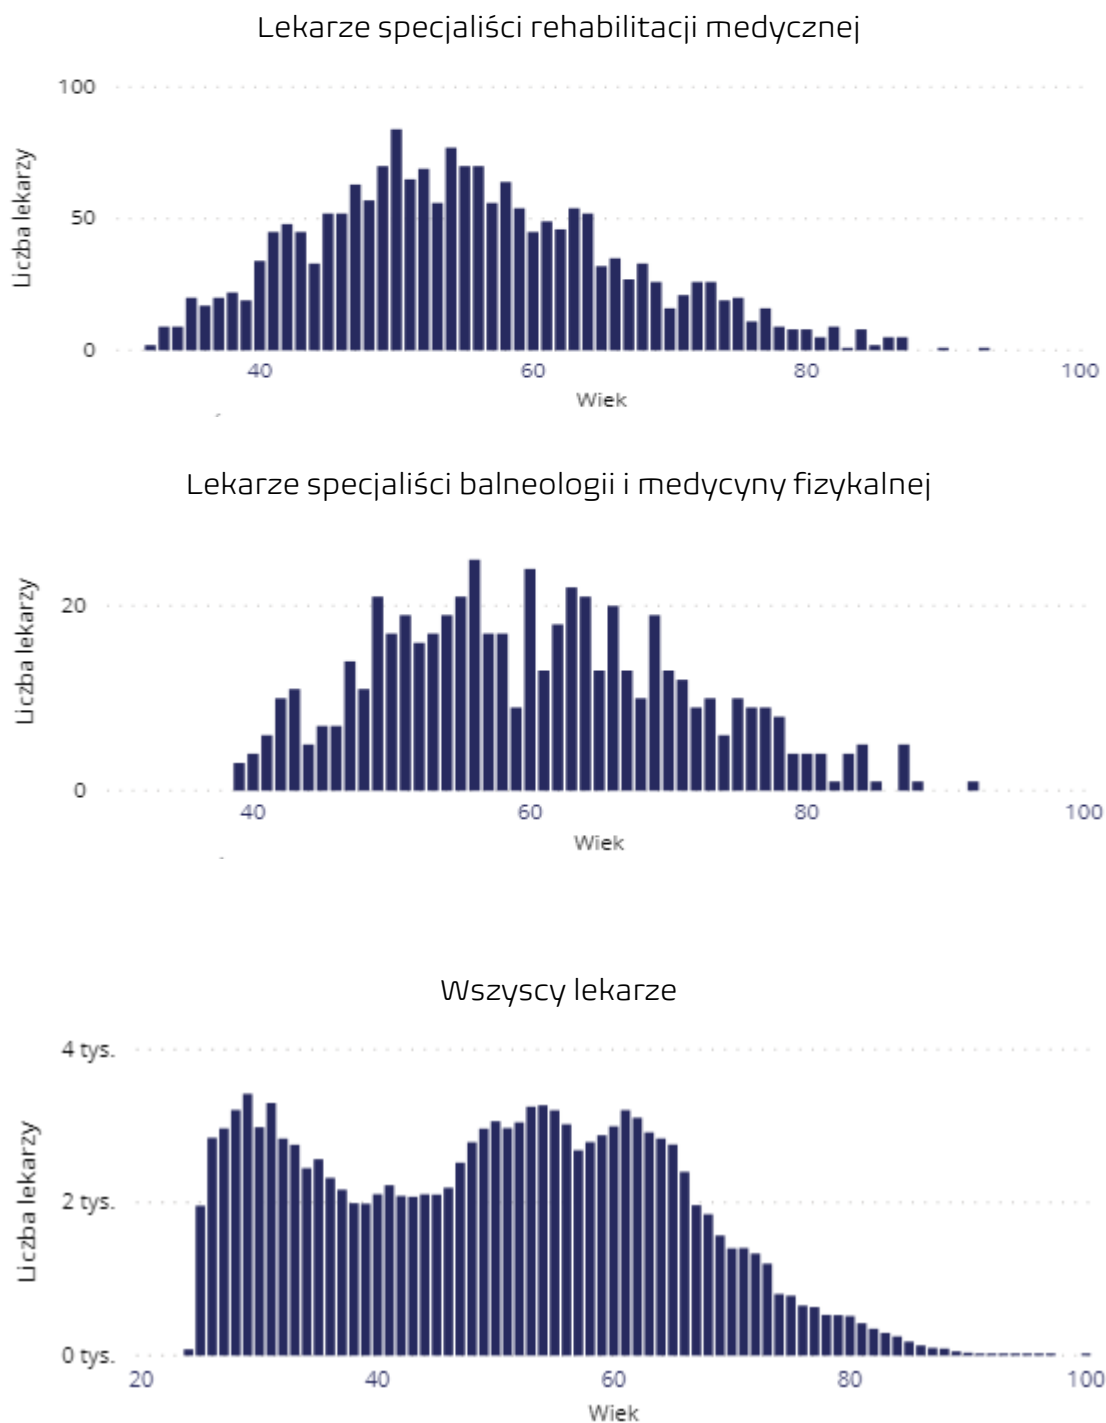 Lekarze specjaliści rehabilitacji medycznej
100
50
0
Liczba lekarzy
40 60 80 100
Wiek
Lekarze specjaliści balneologii i medycyny fizykalnej
20
0
Liczba lekarzy
40 60 80 100
Wiek
Wszyscy lekarze
4 tys.
2 tys.
0 tys.
Liczba lekarzy
20 40 60 80 100
Wiek